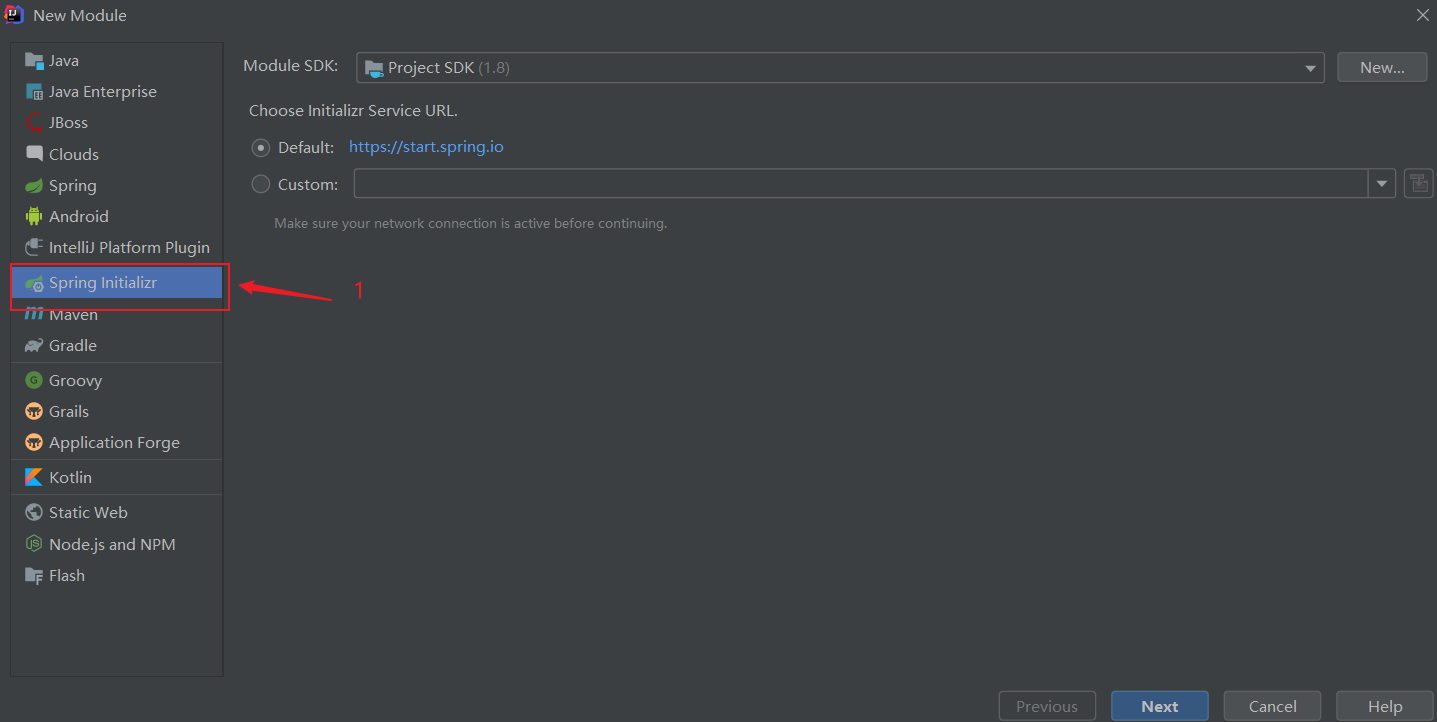 New Module
Java
Java Enterprise
JBoss
Clouds
Spring
Android
IntelliJ Platform Plugin
Spring Initializr
Maven
Gradle
Groovy
Grails
Application Forge
Kotlin
Static Web
Node.js and NPM
Flash
Module SDK: Project SDK (1.8) New...
Choose Initializr Service URL.
Default: https://start.spring.io
Custom:
Make sure your network connection is active before continuing.
1
Previous Next Cancel Help